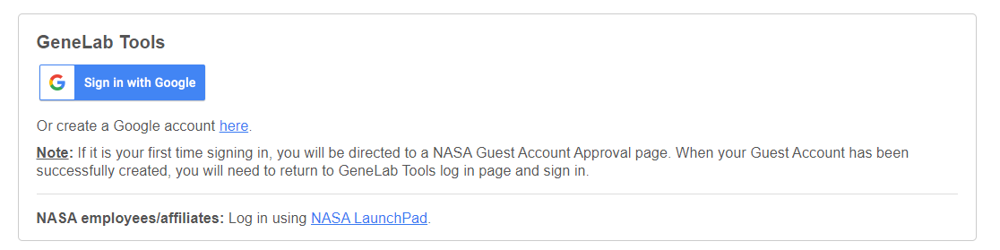 GeneLab Tools
Sign in with Google
Or create a Google account here.
Note: If it is your first time signing in, you will be directed to a NASA Guest Account Approval page. When your Guest Account has been
successfully created, you will need to return to GeneLab Tools log in page and sign in.
NASA employees/affiliates: Log in using NASA LaunchPad.